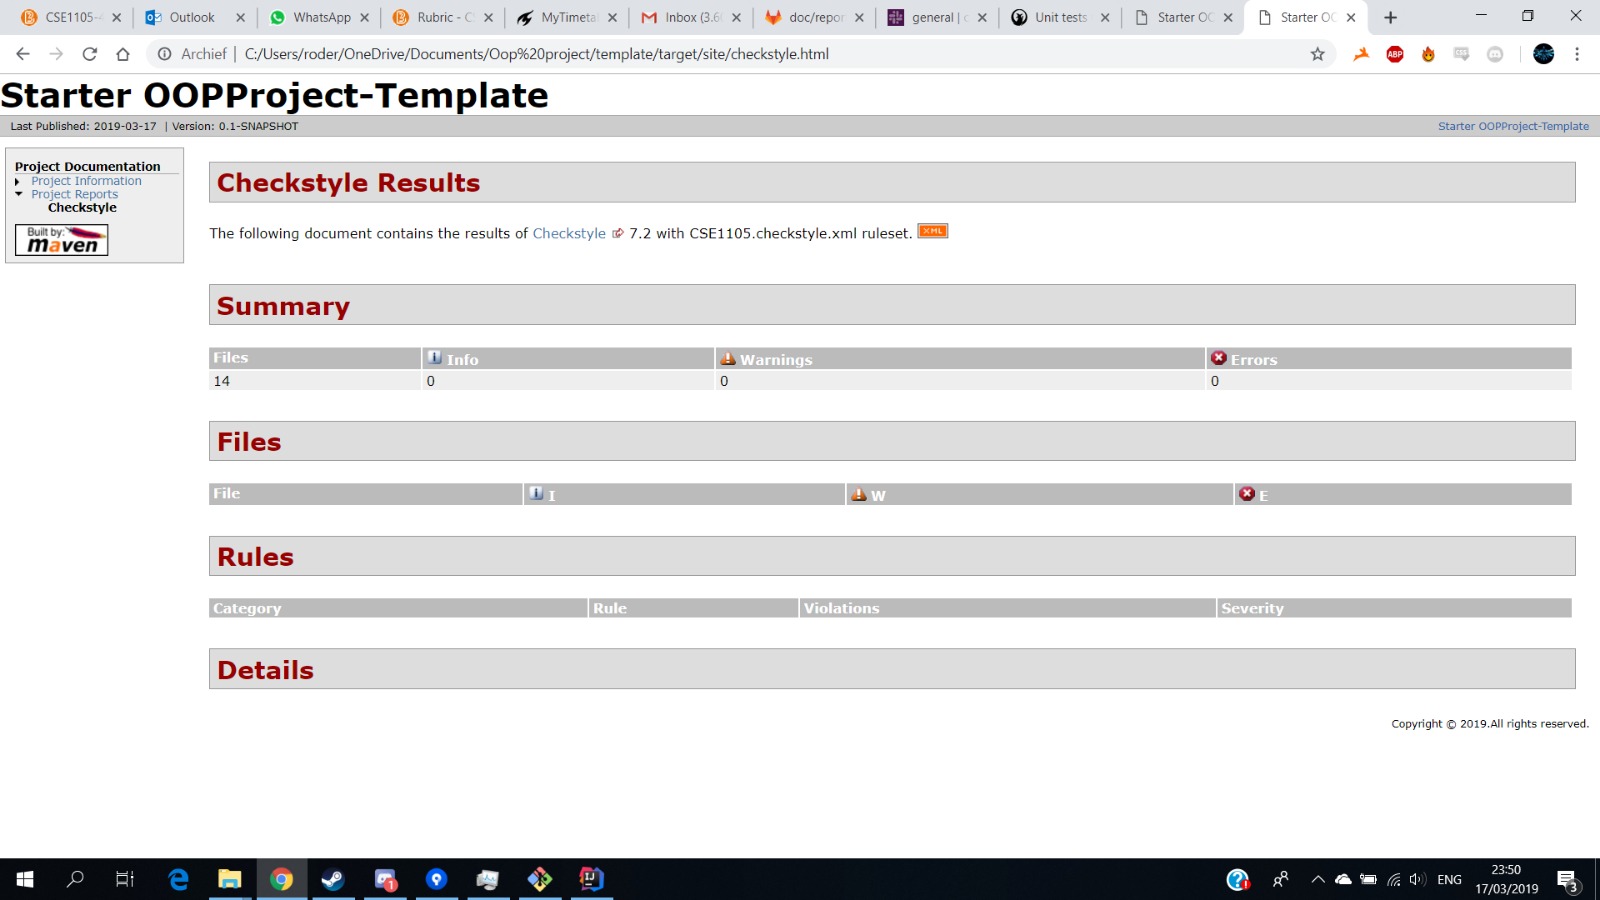 CSE1105-
Outlook
WhatsApp
Rubric - C
MyTimetal
Inbox (3.6
doc/repor
general |
Unit tests
Starter OC
Starter OC
Archief
C:/Users/roder/OneDrive/Documents/Oop%20project/template/target/site/checkstyle.html
ABP
Starter OOPProject-Template
Last Published: 2019-03-17 | Version: 0.1-SNAPSHOT
Starter OOPProject-Template
Project Documentation
Project Information
Project Reports
Checkstyle
Built by:
maven
Checkstyle Results
The following document contains the results of Checkstyle 7.2 with CSE1105.checkstyle.xml ruleset. XML
Summary
Files Info Warnings Errors
14 0 0 0
Files
File I W E
Rules
Category Rule Violations Severity
Details
Copyright © 2019.All rights reserved.
ENG
23:50
17/03/2019
3